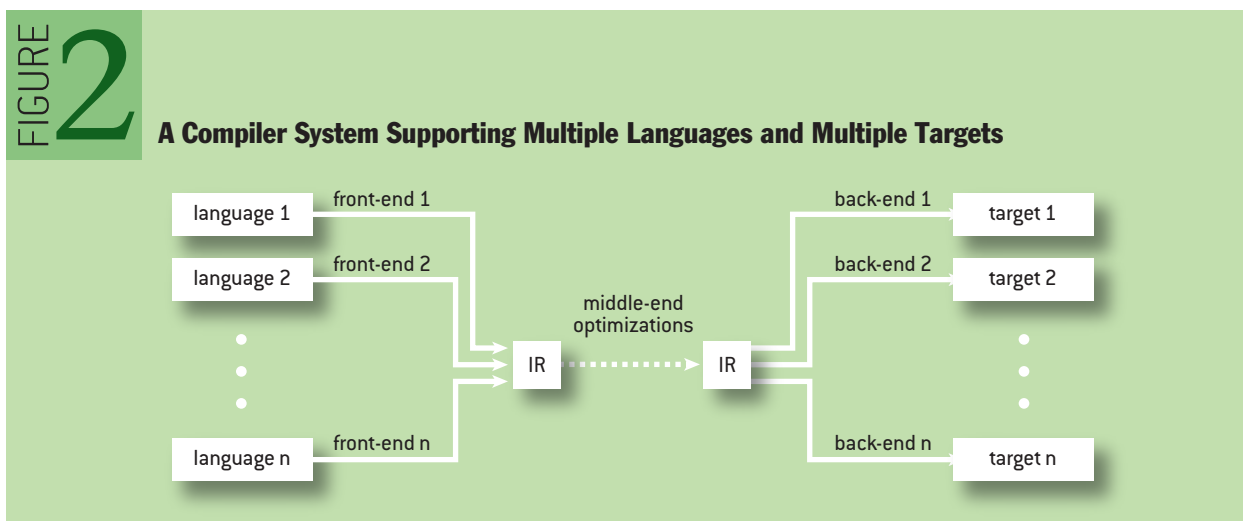 FIGURE
2
A Compiler System Supporting Multiple Languages and Multiple Targets
language 1
front-end 1
back-end 1
target 1
language 2
front-end 2
back-end 2
target 2
middle-end
optimizations
IR
IR
language n
front-end n
back-end n
target n